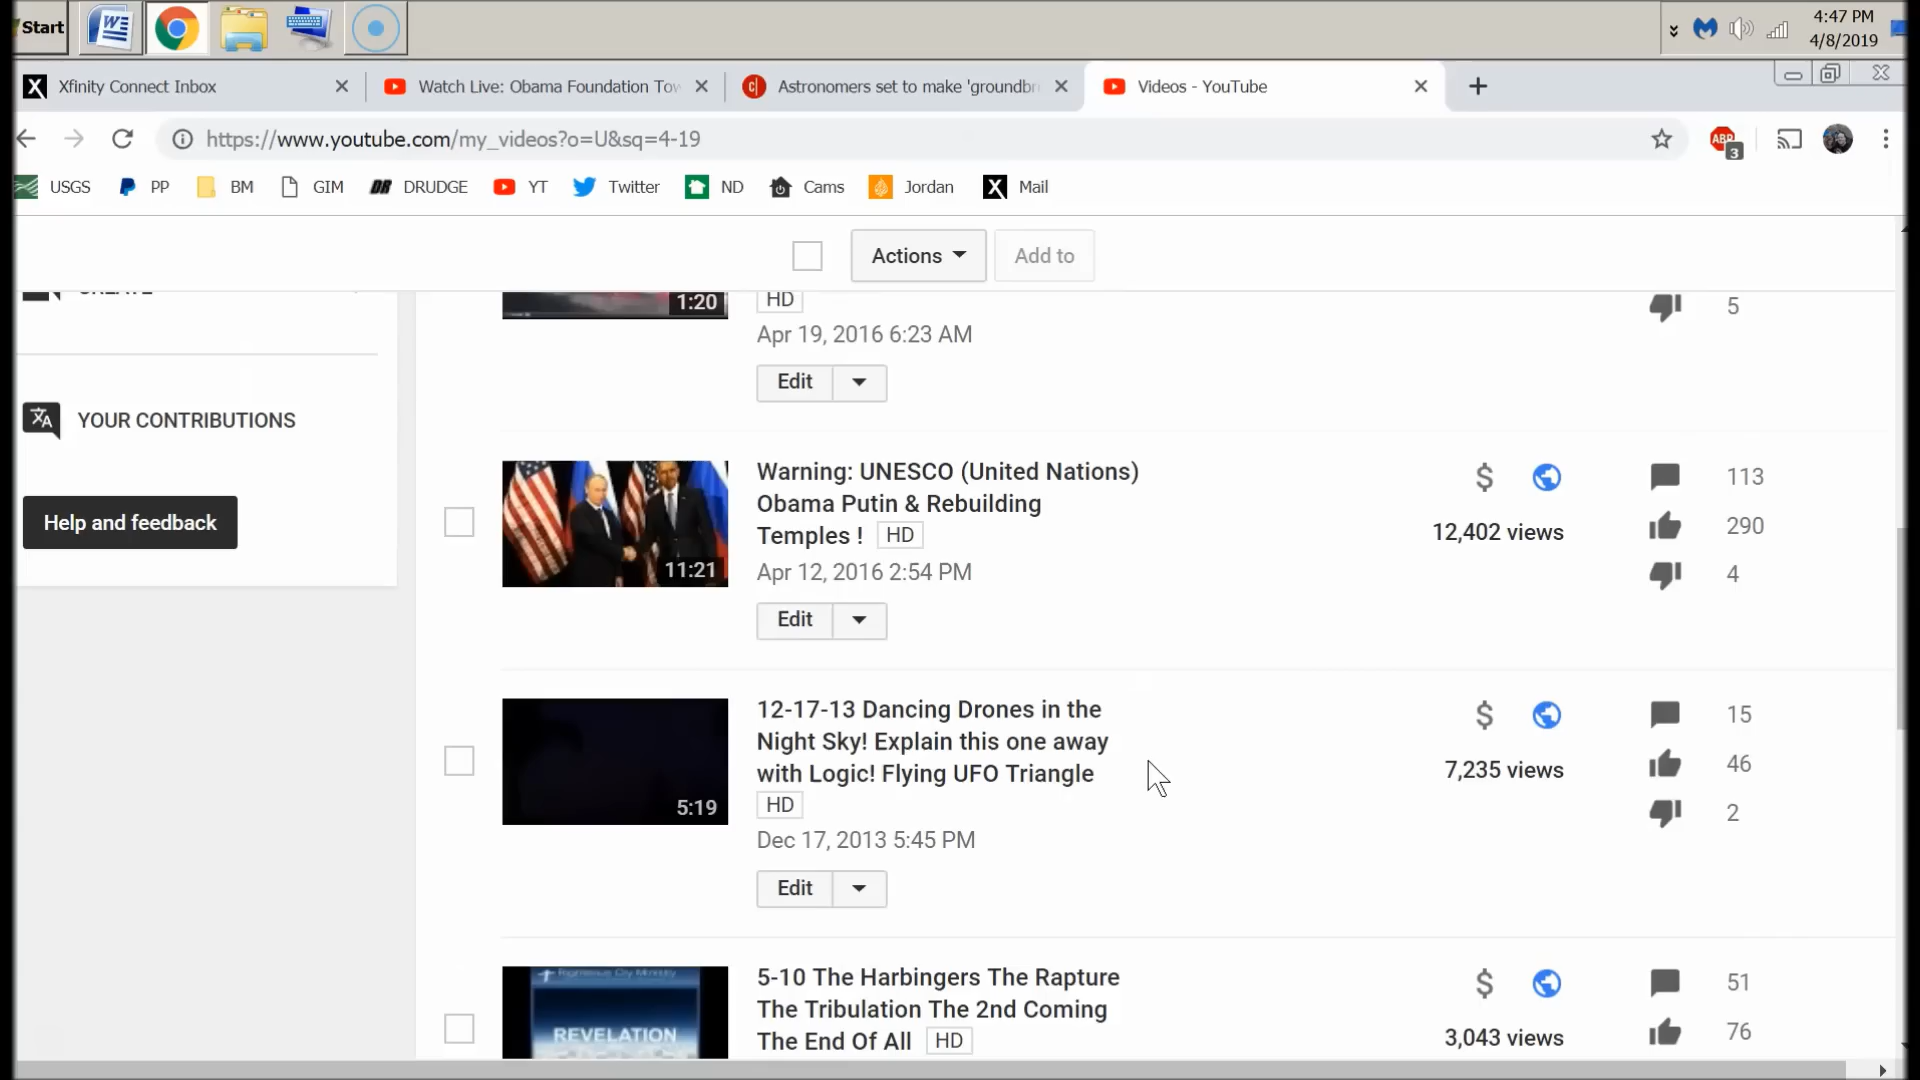 Start
4:47 PM
4/8/2019
Xfinity Connect Inbox
Watch Live: Obama Foundation Tow
Astronomers set to make 'groundbr
Videos - YouTube
https://www.youtube.com/my_videos?o=U&sq=4-19
ABP
3
USGS
PP
BM
GIM
DRUDGE
YT
Twitter
ND
Cams
Jordan
Mail
Actions
Add to
CREATE
YOUR CONTRIBUTIONS
Help and feedback
1:20
HD
5
Apr 19, 2016 6:23 AM
Edit
11:21
Warning: UNESCO (United Nations)
Obama Putin & Rebuilding
Temples ! HD
Apr 12, 2016 2:54 PM
Edit
12,402 views
113
290
4
5:19
12-17-13 Dancing Drones in the
Night Sky! Explain this one away
with Logic! Flying UFO Triangle
HD
Dec 17, 2013 5:45 PM
Edit
7,235 views
15
46
2
Righteous City Ministry
REVELATION
5-10 The Harbingers The Rapture
The Tribulation The 2nd Coming
The End Of All HD
3,043 views
51
76